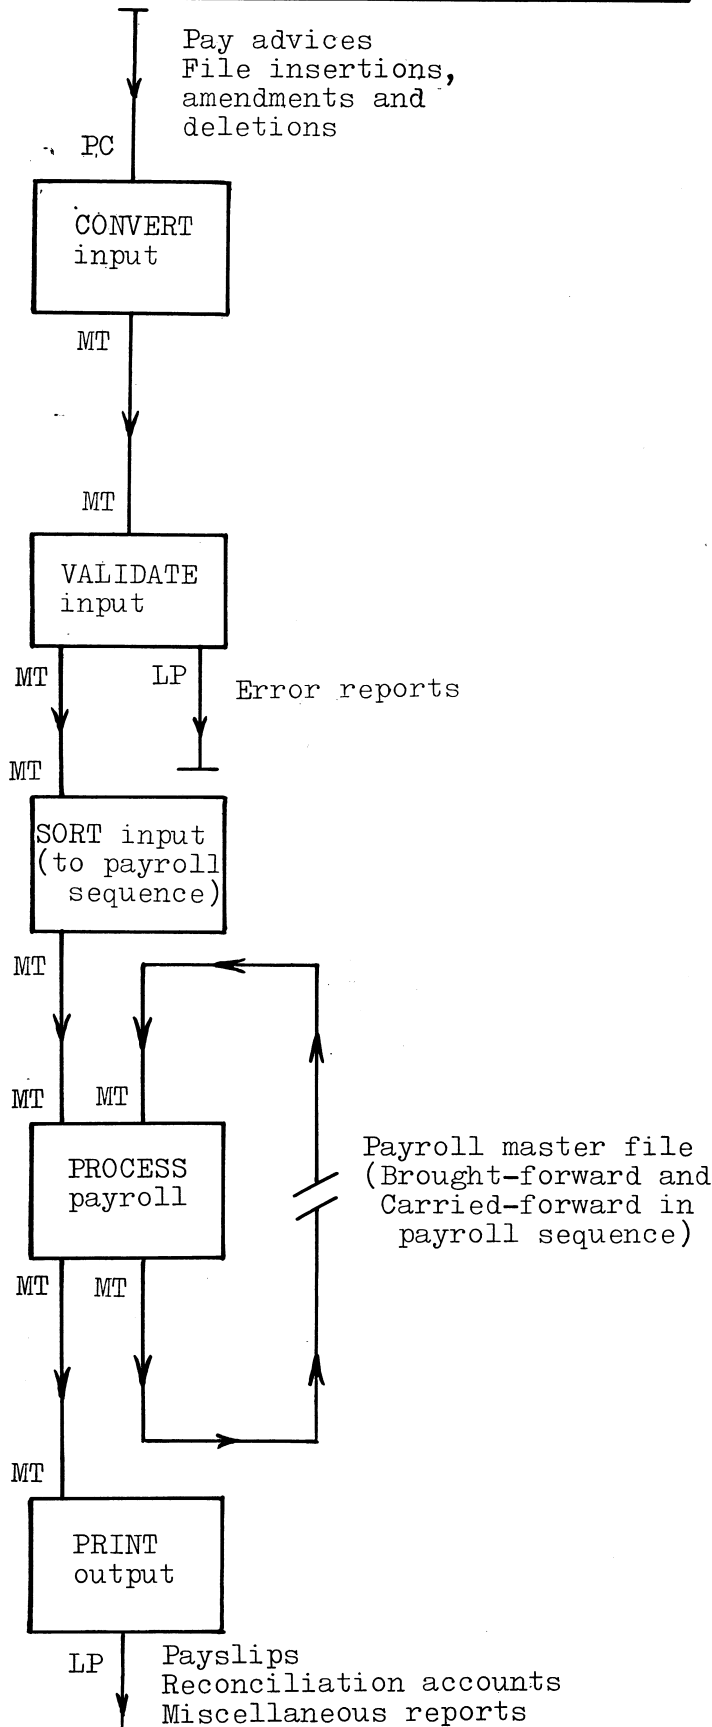 Pay advices
File insertions,
amendments and
deletions
PC
CONVERT
input
MT
MT
VALIDATE
input
MT
LP
Error reports
MT
SORT input
(to payroll
sequence)
MT
MT
MT
PROCESS
payroll
Payroll master file
(Brought-forward and
Carried-forward in
payroll sequence)
MT
MT
MT
PRINT
output
LP
Payslips
Reconciliation accounts
Miscellaneous reports